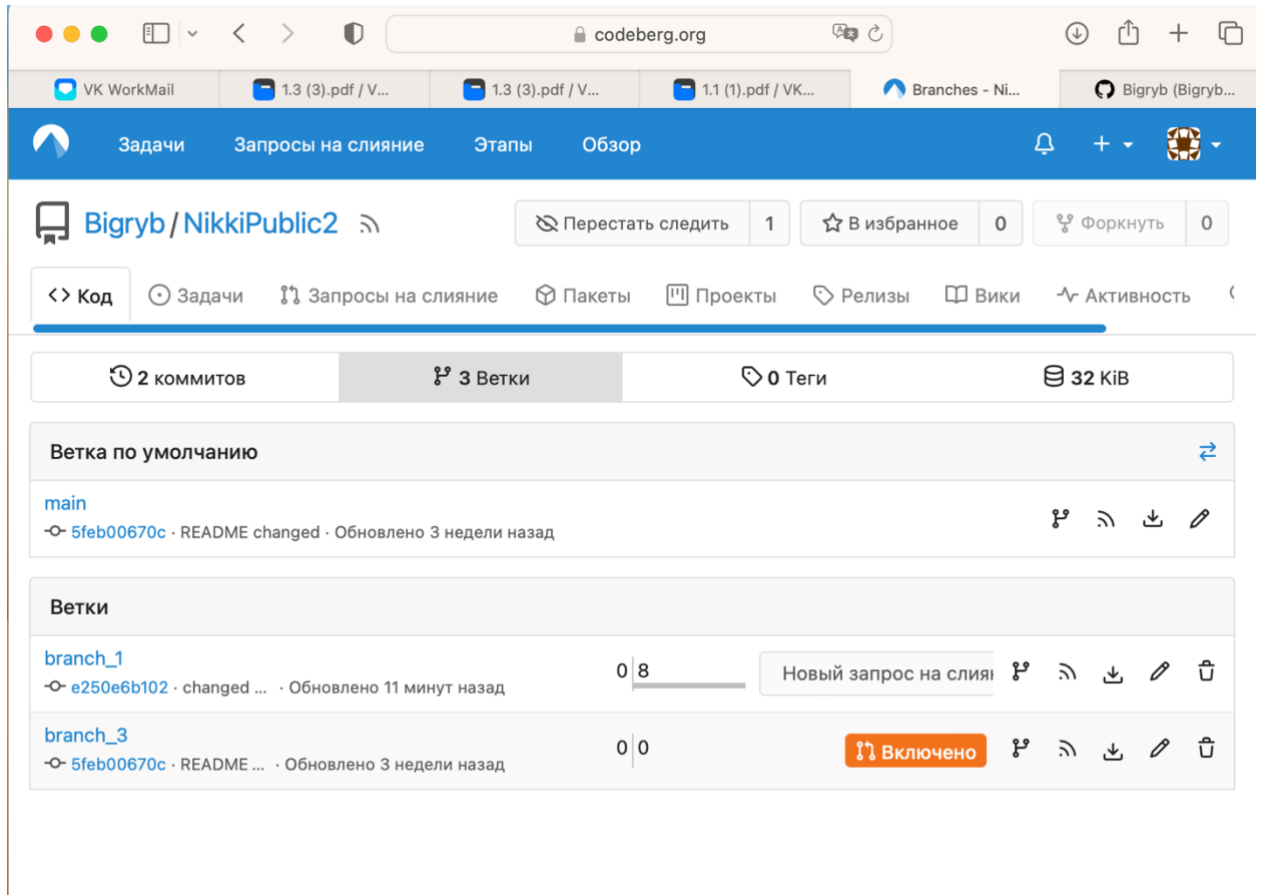 codeberg.org
VK WorkMail 1.3 (3).pdf / V... 1.3 (3).pdf / V... 1.1 (1).pdf / VK... Branches - Ni... Bigryb (Bigryb...
Задачи Запросы на слияние Этапы Обзор
Bigryb / NikkiPublic2 Перестать следить 1 В избранное 0 Форкнуть 0
<> Код Задачи Запросы на слияние Пакеты Проекты Релизы Вики Активность
2 коммитов 3 Ветки 0 Теги 32 KiB
Ветка по умолчанию
main
5feb00670c · README changed · Обновлено 3 недели назад
Ветки
branch_1
e250e6b102 · changed ... · Обновлено 11 минут назад 0 8 Новый запрос на слиян
branch_3
5feb00670c · README ... · Обновлено 3 недели назад 0 0 Включено